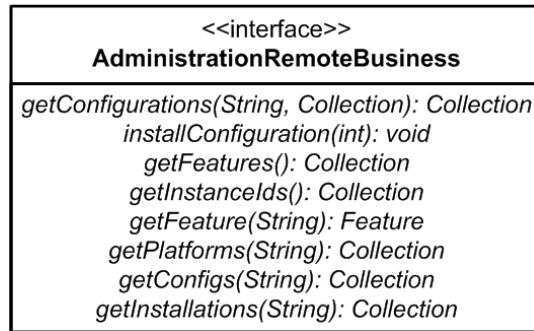 <<interface>>
AdministrationRemoteBusiness
getConfigurations(String, Collection): Collection
installConfiguration(int): void
getFeatures(): Collection
getInstanceIds(): Collection
getFeature(String): Feature
getPlatforms(String): Collection
getConfigs(String): Collection
getInstallations(String): Collection